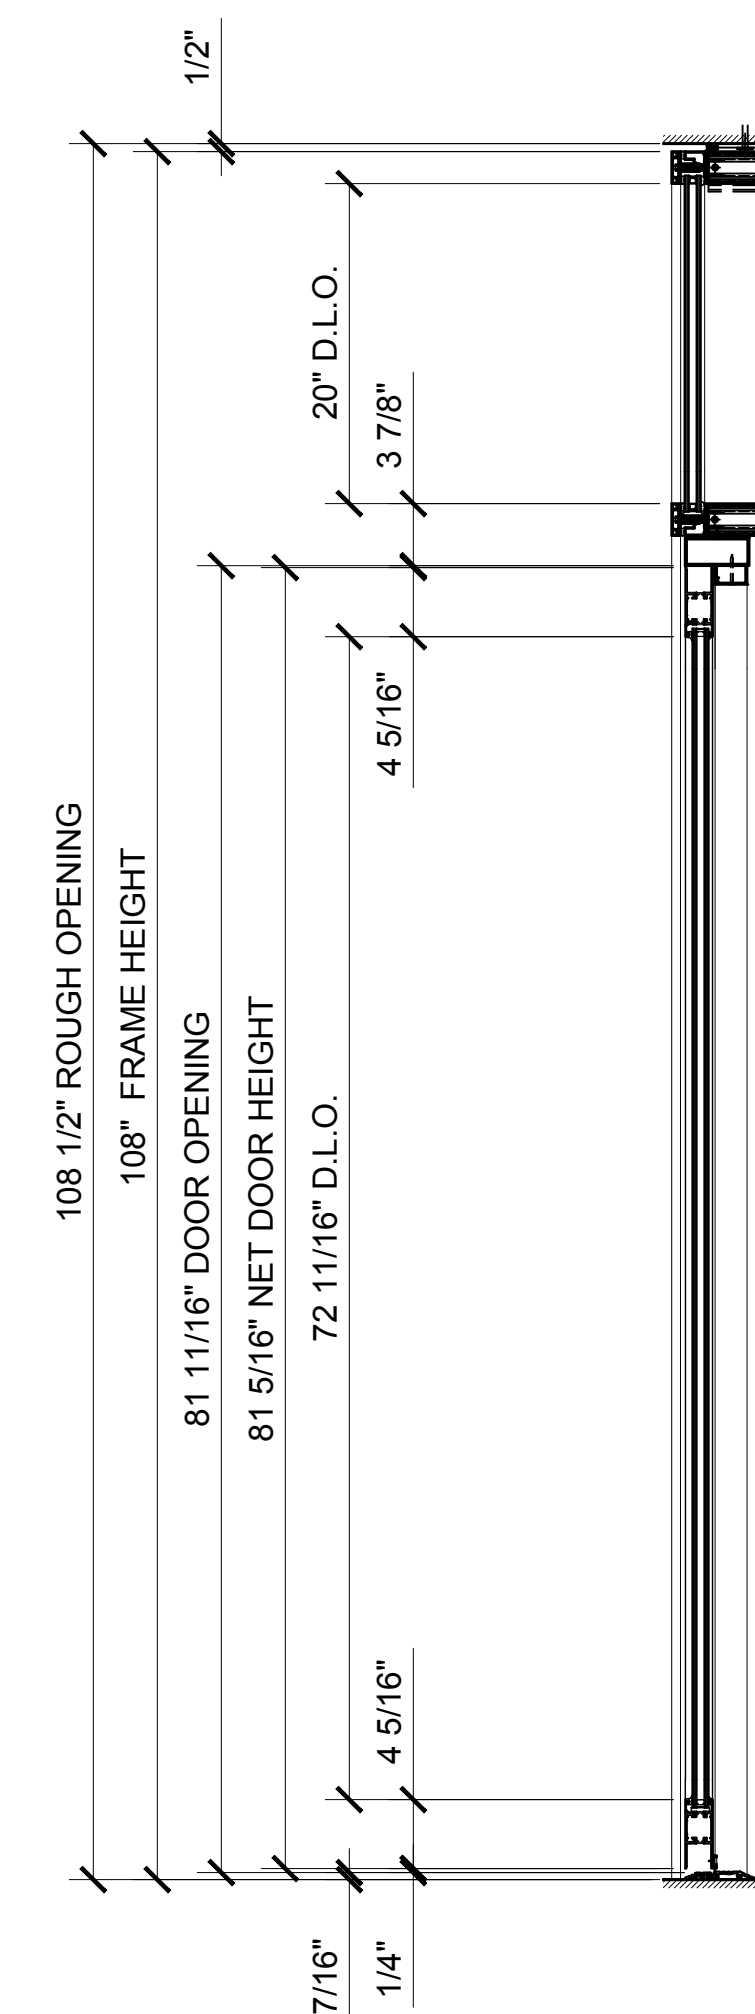 1/2"
20" D.L.O.
3 7/8"
4 5/16"
108 1/2" ROUGH OPENING
108" FRAME HEIGHT
81 11/16" DOOR OPENING
81 5/16" NET DOOR HEIGHT
72 11/16" D.L.O.
4 5/16"
7/16"
1/4"